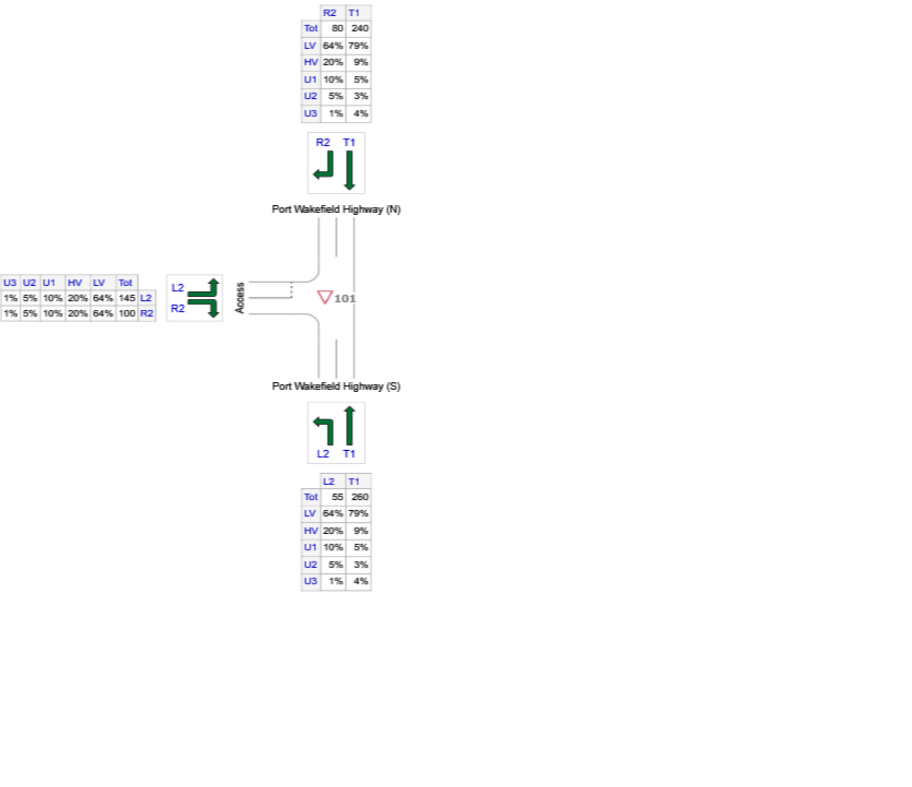 R2 T1
Tot 80 240
LV 64% 79%
HV 20% 9%
U1 10% 5%
U2 5% 3%
U3 1% 4%
R2 T1
Port Wakefield Highway (N)
U3 U2 U1 HV LV Tot
1% 5% 10% 20% 64% 145 L2
1% 5% 10% 20% 64% 100 R2
L2
R2
Access
101
Port Wakefield Highway (S)
L2 T1
L2 T1
Tot 55 260
LV 64% 79%
HV 20% 9%
U1 10% 5%
U2 5% 3%
U3 1% 4%